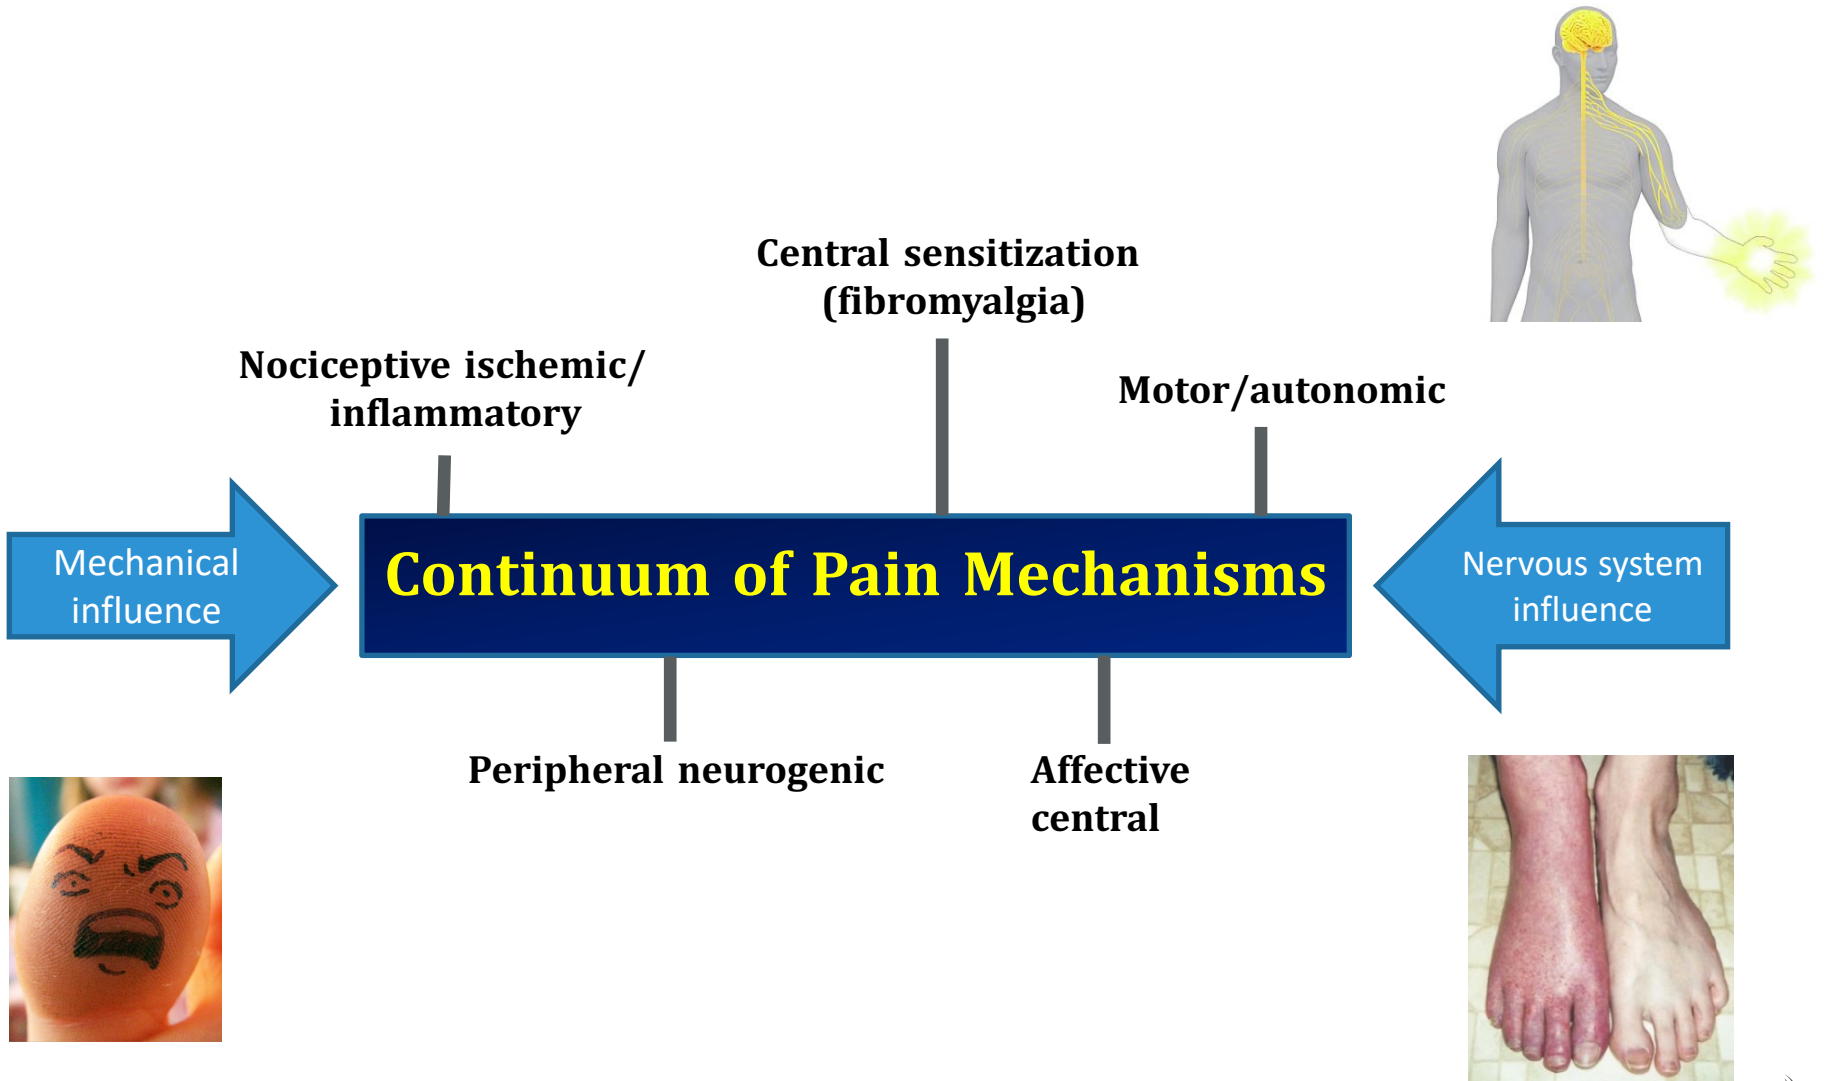 Central sensitization
(fibromyalgia)
Nociceptive ischemic/
inflammatory
Motor/autonomic
Mechanical
influence
Continuum of Pain Mechanisms
Nervous system
influence
Peripheral neurogenic
Affective
central